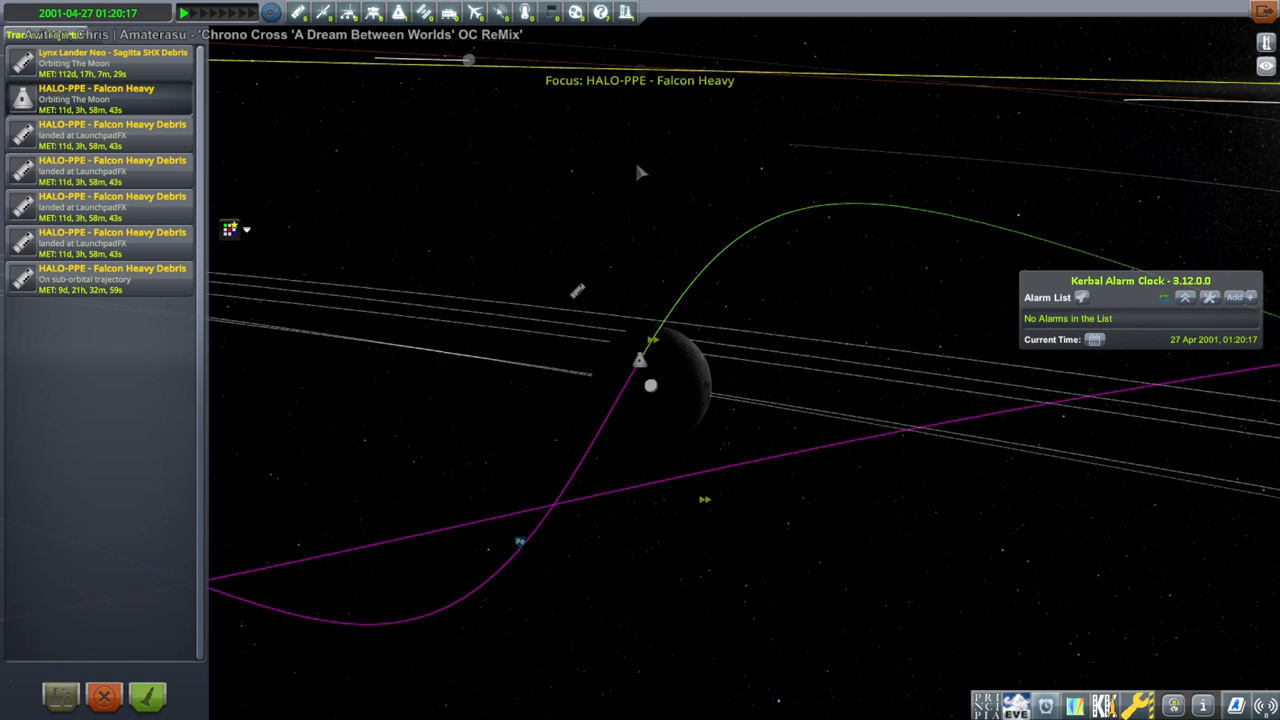 2001-04-27 01:20:17
Avition Chris | Amaterasu - 'Chrono Cross 'A Dream Between Worlds' OC ReMix'
Lynx Lander Neo - Sagitta SHX Debris
Orbiting The Moon
MET: 112d, 17h, 7m, 29s
HALO-PPE - Falcon Heavy
Orbiting The Moon
MET: 11d, 3h, 58m, 43s
HALO-PPE - Falcon Heavy Debris
landed at LaunchpadFX
MET: 11d, 3h, 58m, 43s
HALO-PPE - Falcon Heavy Debris
landed at LaunchpadFX
MET: 11d, 3h, 58m, 43s
HALO-PPE - Falcon Heavy Debris
landed at LaunchpadFX
MET: 11d, 3h, 58m, 43s
HALO-PPE - Falcon Heavy Debris
landed at LaunchpadFX
MET: 11d, 3h, 58m, 43s
HALO-PPE - Falcon Heavy Debris
On sub-orbital trajectory
MET: 9d, 21h, 32m, 59s
Focus: HALO-PPE - Falcon Heavy
Kerbal Alarm Clock - 3.12.0.0
Alarm List
Add +
No Alarms in the List
Current Time:
27 Apr 2001, 01:20:17
Pe
PRINCIPIA
EVE